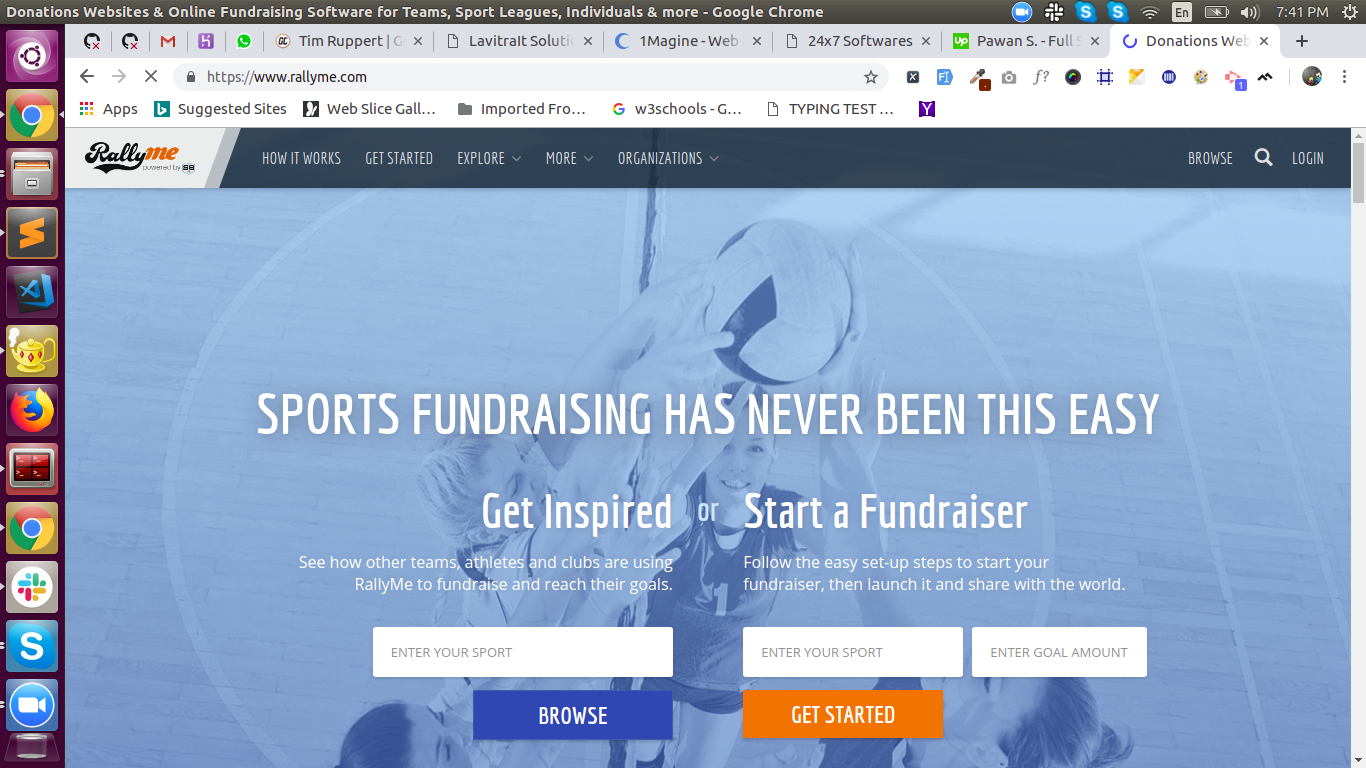 Donations Websites & Online Fundraising Software for Teams, Sport Leagues, Individuals & more - Google Chrome
En
7:41 PM
Tim Ruppert | G
LavitraIt Soluti
1Magine - Web
24x7 Softwares
up
Pawan S. - Full S
Donations Web
https://www.rallyme.com
f?
1
Apps
Suggested Sites
Web Slice Gall...
Imported Fro...
w3schools - G...
TYPING TEST ...
Rallyme
powered by SE
HOW IT WORKS
GET STARTED
EXPLORE
MORE
ORGANIZATIONS
BROWSE
LOGIN
SPORTS FUNDRAISING HAS NEVER BEEN THIS EASY
Get Inspired
or
Start a Fundraiser
See how other teams, athletes and clubs are using
RallyMe to fundraise and reach their goals.
Follow the easy set-up steps to start your
fundraiser, then launch it and share with the world.
ENTER YOUR SPORT
ENTER YOUR SPORT
ENTER GOAL AMOUNT
BROWSE
GET STARTED